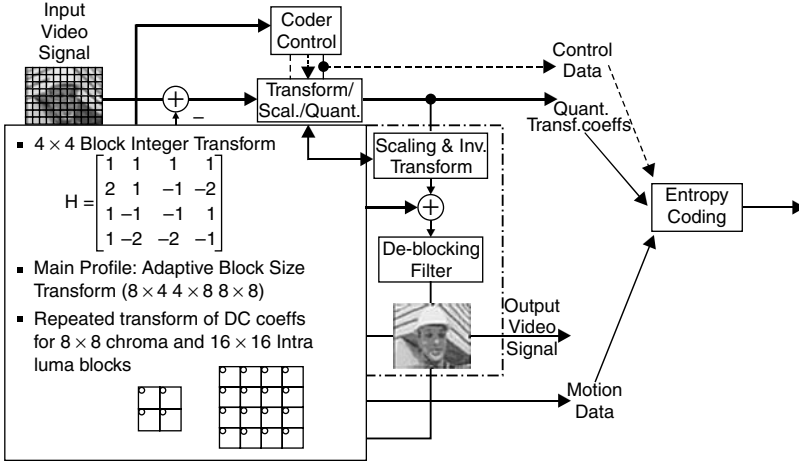 Input
Video
Signal
Coder
Control
Control
Data
Transform/
Scal./Quant.
–
Quant.
Transf.coeffs
4 × 4 Block Integer Transform
H =
1 1 1 1
2 1 –1 –2
1 –1 –1 1
1 –2 –2 –1
Main Profile: Adaptive Block Size
Transform (8 × 4 4 × 8 8 × 8)
Repeated transform of DC coeffs
for 8 × 8 chroma and 16 × 16 Intra
luma blocks
Scaling & Inv.
Transform
De-blocking
Filter
Entropy
Coding
Output
Video
Signal
Motion
Data